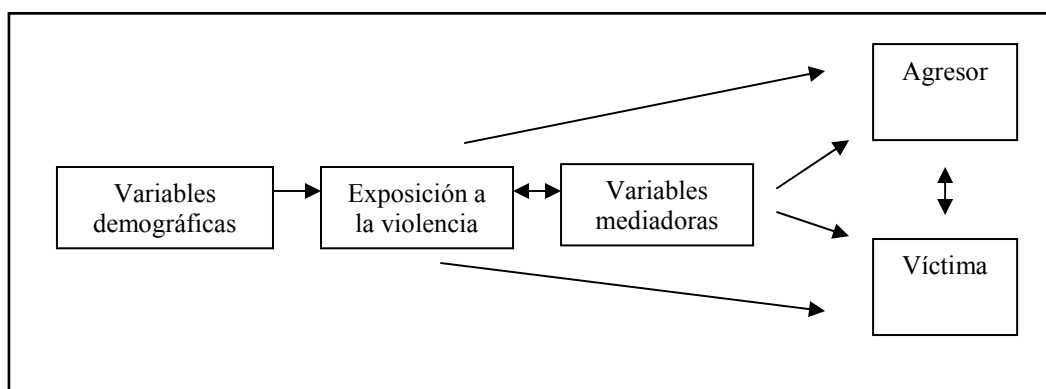 Agresor
Variables
demográficas
Exposición a
la violencia
Variables
mediadoras
Víctima